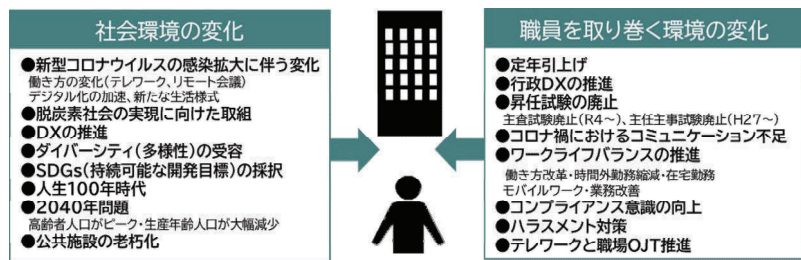 社会環境の変化
●新型コロナウイルスの感染拡大に伴う変化
働き方の変化(テレワーク、リモート会議)
デジタル化の加速、新たな生活様式
●脱炭素社会の実現に向けた取組
●DXの推進
●ダイバーシティ(多様性)の受容
●SDGs(持続可能な開発目標)の採択
●人生100年時代
●2040年問題
高齢者人口がピーク・生産年齢人口が大幅減少
●公共施設の老朽化
職員を取り巻く環境の変化
●定年引上げ
●行政DXの推進
●昇任試験の廃止
主査試験廃止(R4~)、主任主事試験廃止(H27~)
●コロナ禍におけるコミュニケーション不足
●ワークライフバランスの推進
働き方改革・時間外勤務縮減・在宅勤務
モバイルワーク・業務改善
●コンプライアンス意識の向上
●ハラスメント対策
●テレワークと職場OJT推進